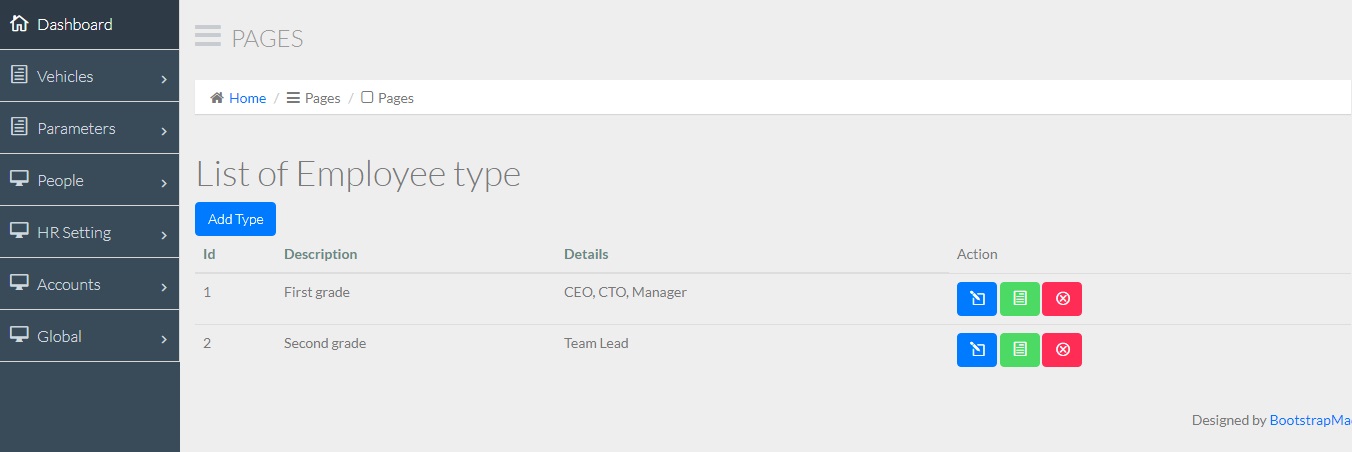 Dashboard
Vehicles
Parameters
People
HR Setting
Accounts
Global
PAGES
Home / Pages / Pages
List of Employee type
Add Type
Id Description Details Action
1 First grade CEO, CTO, Manager
2 Second grade Team Lead
Designed by BootstrapMa